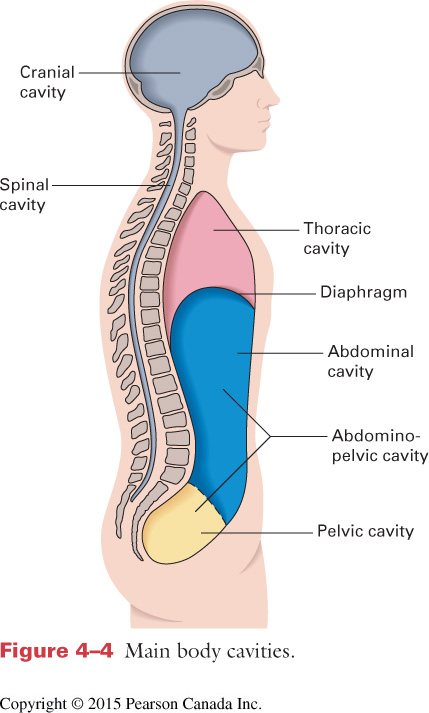 Cranial
cavity
Spinal
cavity
Thoracic
cavity
Diaphragm
Abdominal
cavity
Abdomino-
pelvic cavity
Pelvic cavity
Figure 4–4 Main body cavities.
Copyright © 2015 Pearson Canada Inc.